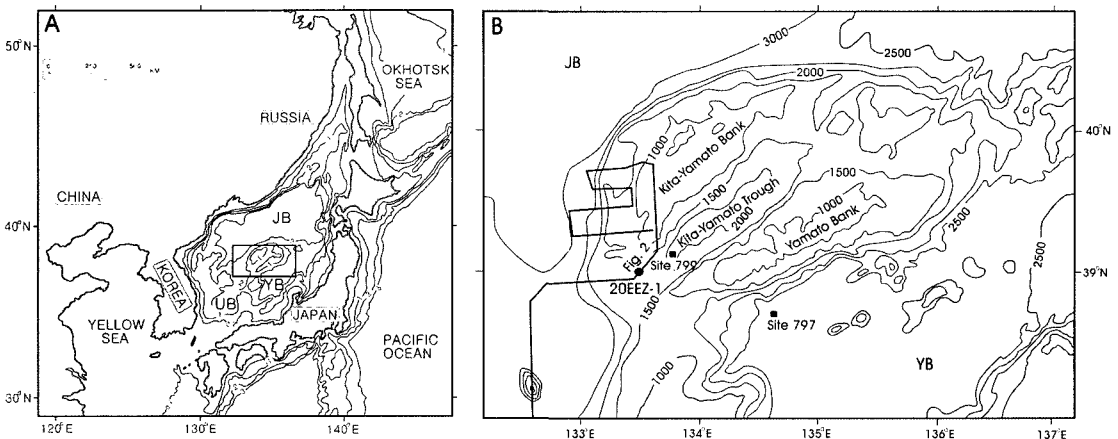 A
50°N
40°N
30°N
120°E
130°E
140°E
OKHOTSK
SEA
RUSSIA
CHINA
JB
KOREA
YB
UB
JAPAN
YELLOW
SEA
PACIFIC
OCEAN
B
JB
3000
2500
2000
40°N
1000
Kita-Yamato Bank
1500
1500
Kita-Yamato Trough
2000
1000
Yamato Bank
2500
2500
Fig. 2
Site 799
39°N
20EEZ-1
1500
Site 797
1000
YB
133°E
134°E
135°E
136°E
137°E